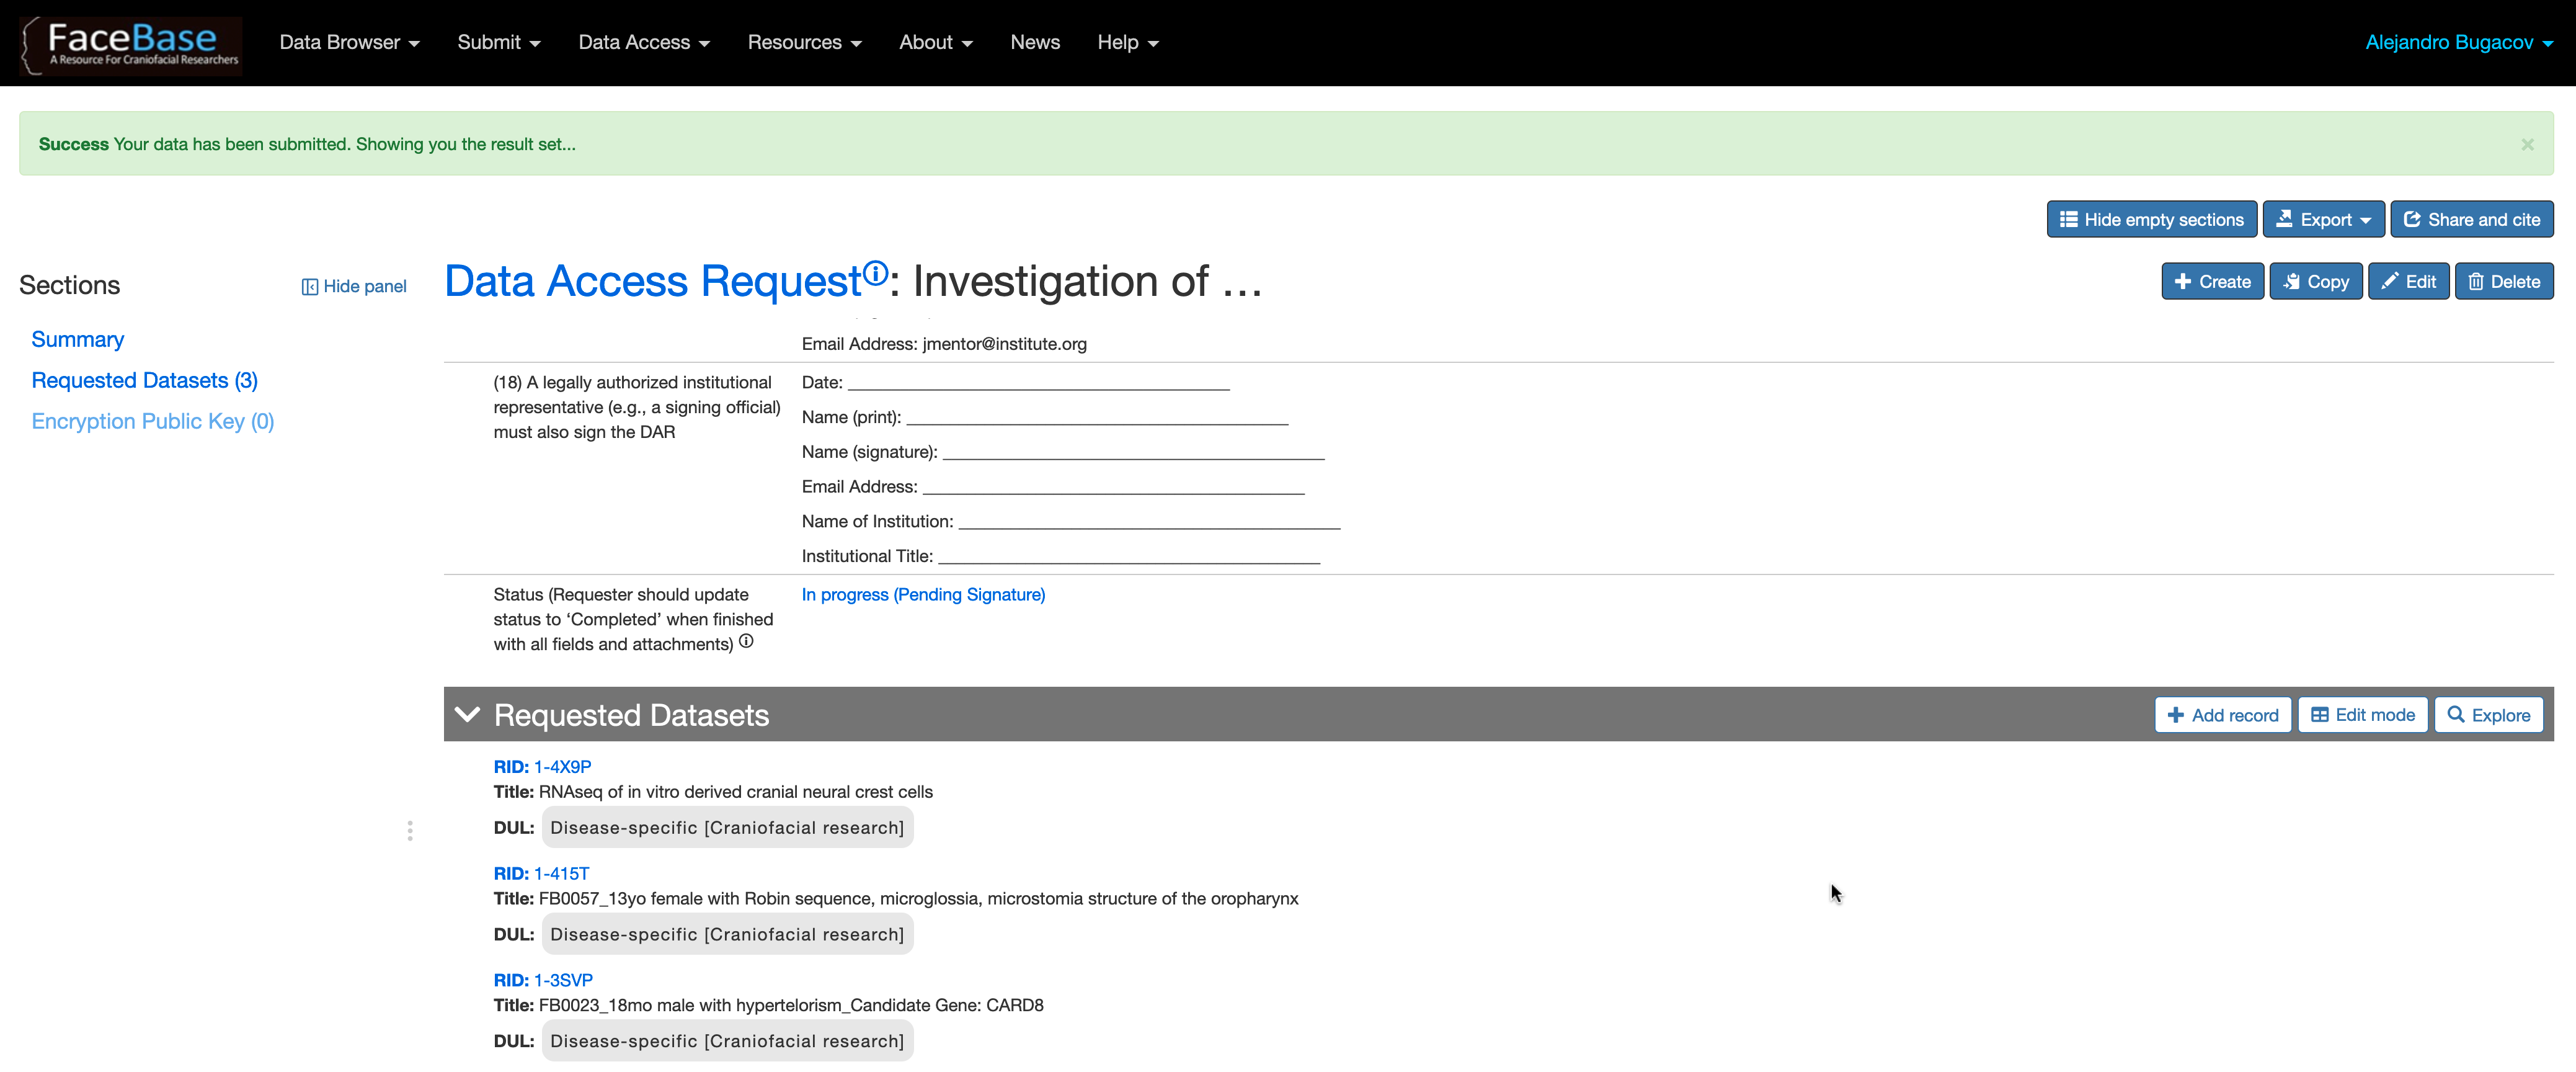 FaceBase
A Resource For Craniofacial Researchers
Data Browser
Submit
Data Access
Resources
About
News
Help
Alejandro Bugacov
Success Your data has been submitted. Showing you the result set...
×
Hide empty sections
Export
Share and cite
Sections
Hide panel
Data Access Request: Investigation of ...
Create
Copy
Edit
Delete
Summary
Requested Datasets (3)
Encryption Public Key (0)
Email Address: jmentor@institute.org
(18) A legally authorized institutional
representative (e.g., a signing official)
must also sign the DAR
Date: ______________________________________
Name (print): ______________________________________
Name (signature): ______________________________________
Email Address: ______________________________________
Name of Institution: ______________________________________
Institutional Title: ______________________________________
Status (Requester should update
status to ‘Completed’ when finished
with all fields and attachments)
In progress (Pending Signature)
Requested Datasets
Add record
Edit mode
Explore
RID: 1-4X9P
Title: RNAseq of in vitro derived cranial neural crest cells
DUL: Disease-specific [Craniofacial research]
RID: 1-415T
Title: FB0057_13yo female with Robin sequence, microglossia, microstomia structure of the oropharynx
DUL: Disease-specific [Craniofacial research]
RID: 1-3SVP
Title: FB0023_18mo male with hypertelorism_Candidate Gene: CARD8
DUL: Disease-specific [Craniofacial research]